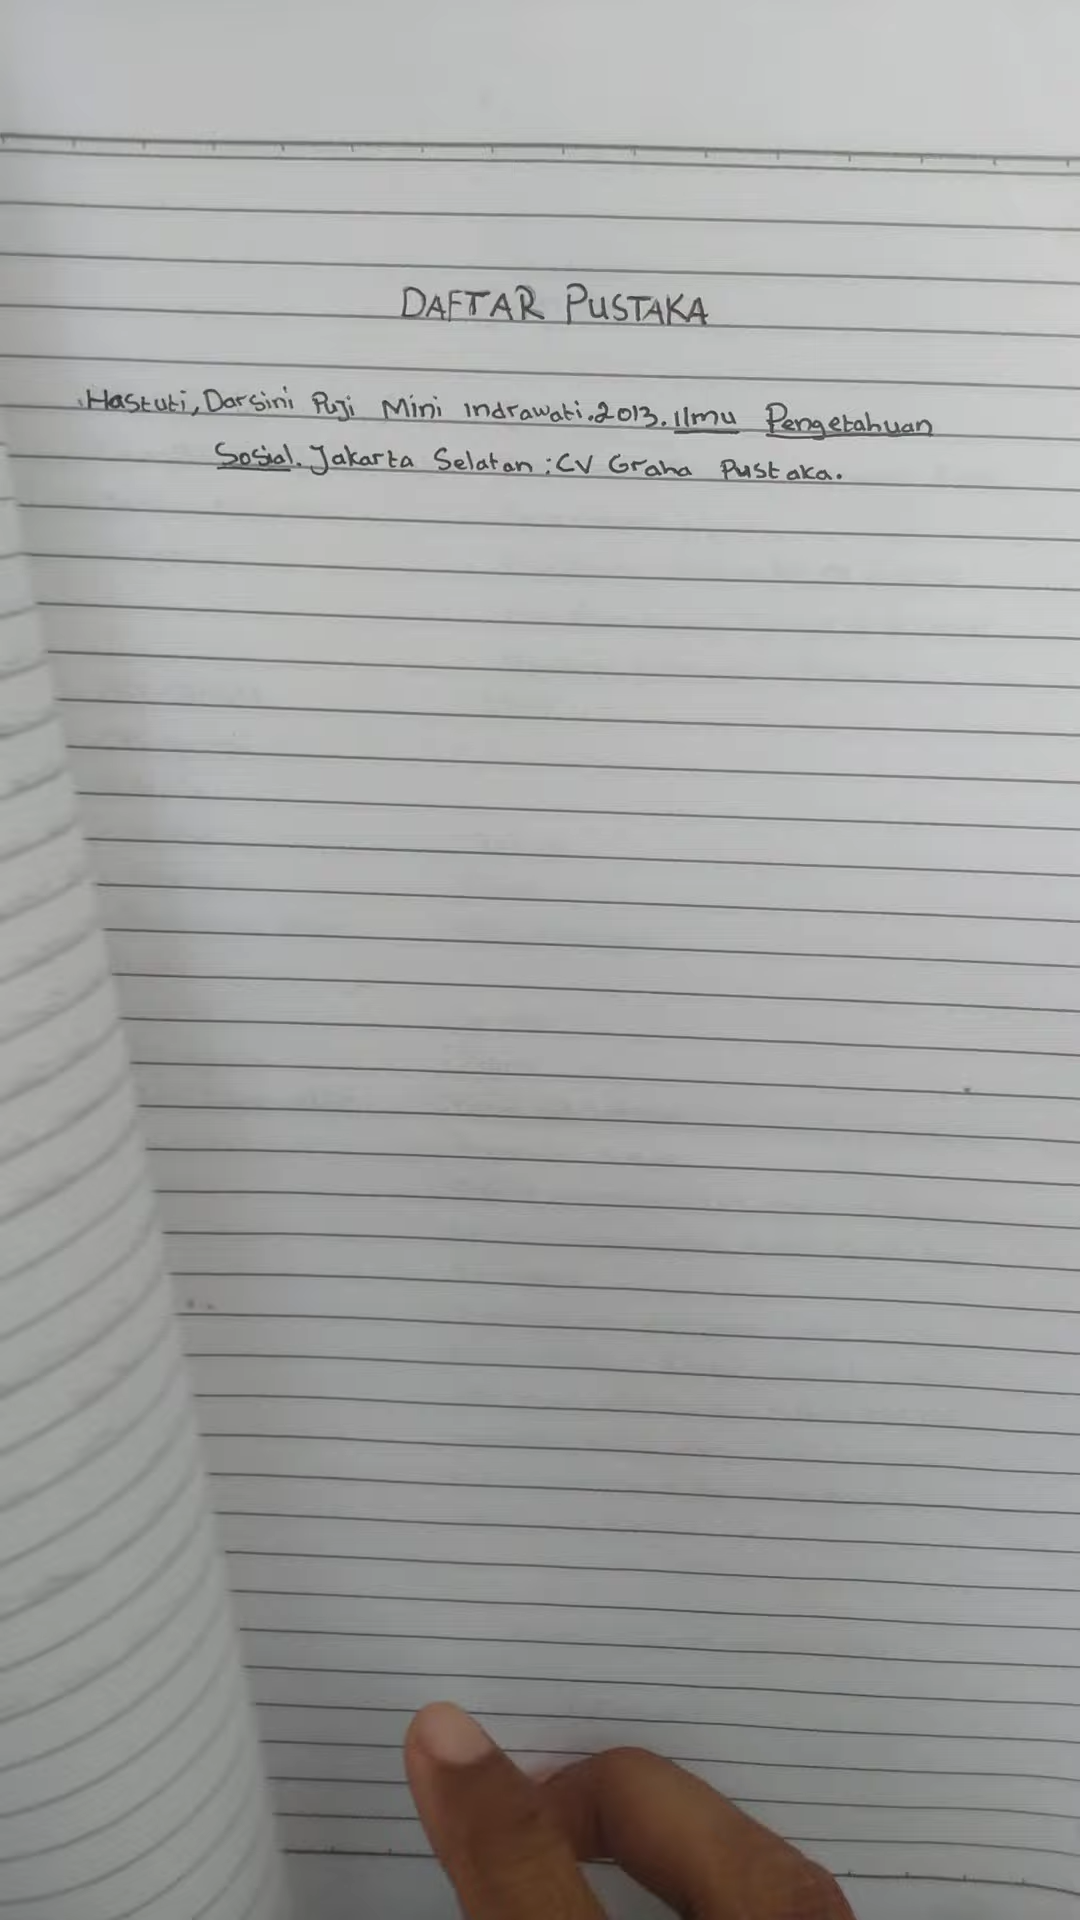 DAFTAR PUSTAKA
Hastuti, Darsini Puji Mini Indrawati. 2013. Ilmu Pengetahuan
Sosial. Jakarta Selatan : CV Graha Pustaka.